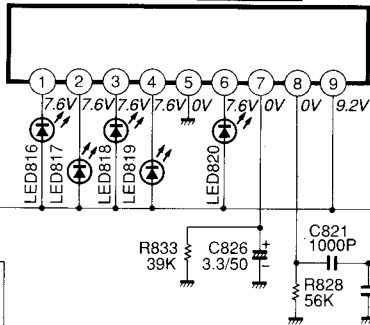 1 2 3 4 5 6 7 8 9
7.6V 7.6V 7.6V 7.6V 0V 7.6V 0V 0V 9.2V
LED816
LED817
LED818
LED819
LED820
C821
1000P
R833
39K
C826
3.3/50
+
−
R828
56K